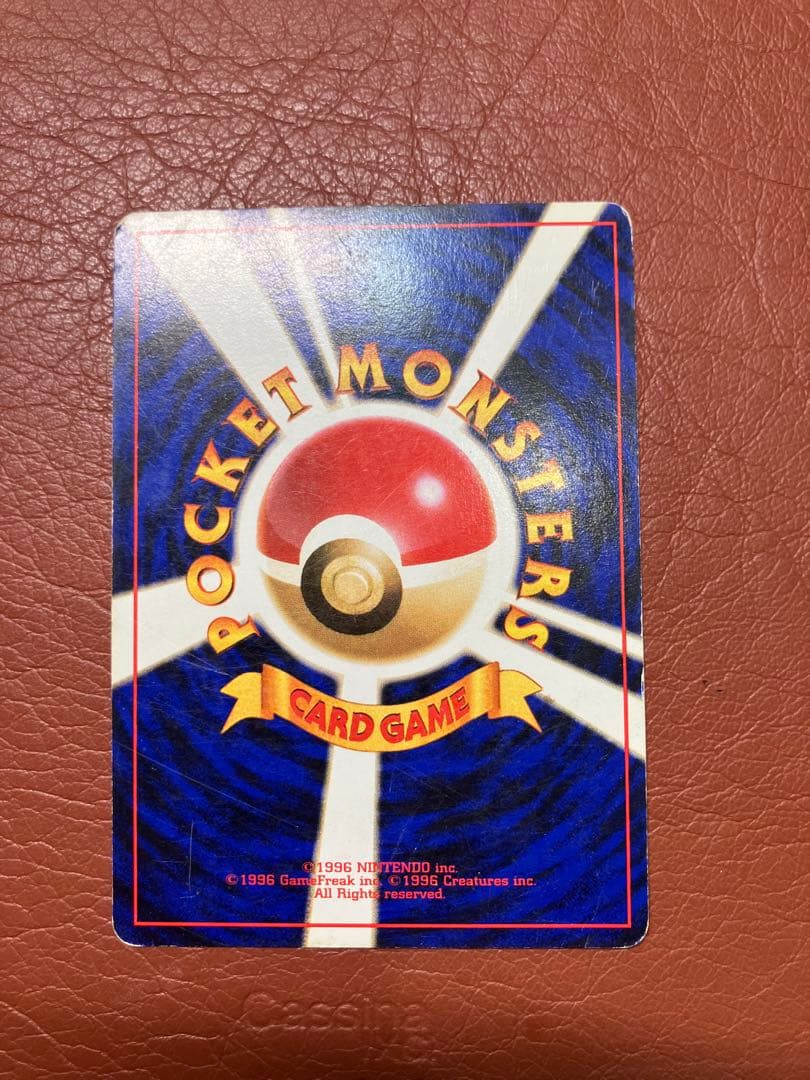 POCKET MONSTERS
CARD GAME
©1996 NINTENDO inc.
©1996 GameFreak inc. ©1996 Creatures inc.
All Rights reserved.
Cassina